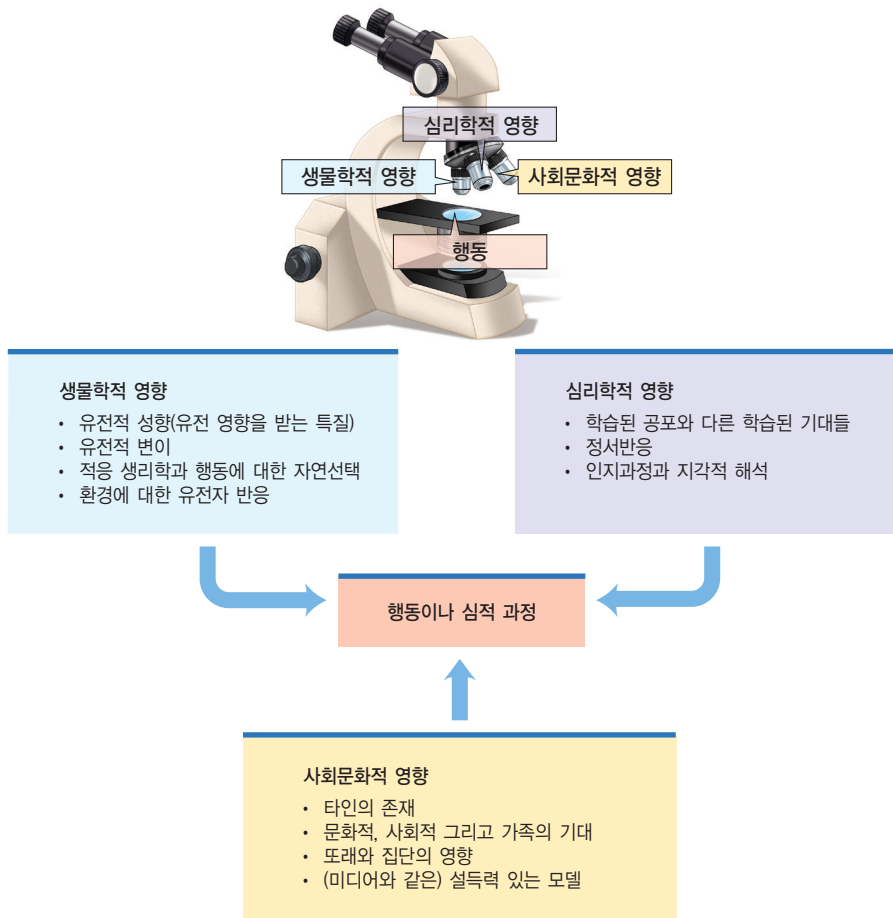 심리학적 영향
생물학적 영향
사회문화적 영향
행동
생물학적 영향
• 유전적 성향(유전 영향을 받는 특질)
• 유전적 변이
• 적응 생리학과 행동에 대한 자연선택
• 환경에 대한 유전자 반응
심리학적 영향
• 학습된 공포와 다른 학습된 기대들
• 정서반응
• 인지과정과 지각적 해석
행동이나 심적 과정
사회문화적 영향
• 타인의 존재
• 문화적, 사회적 그리고 가족의 기대
• 또래와 집단의 영향
• (미디어와 같은) 설득력 있는 모델